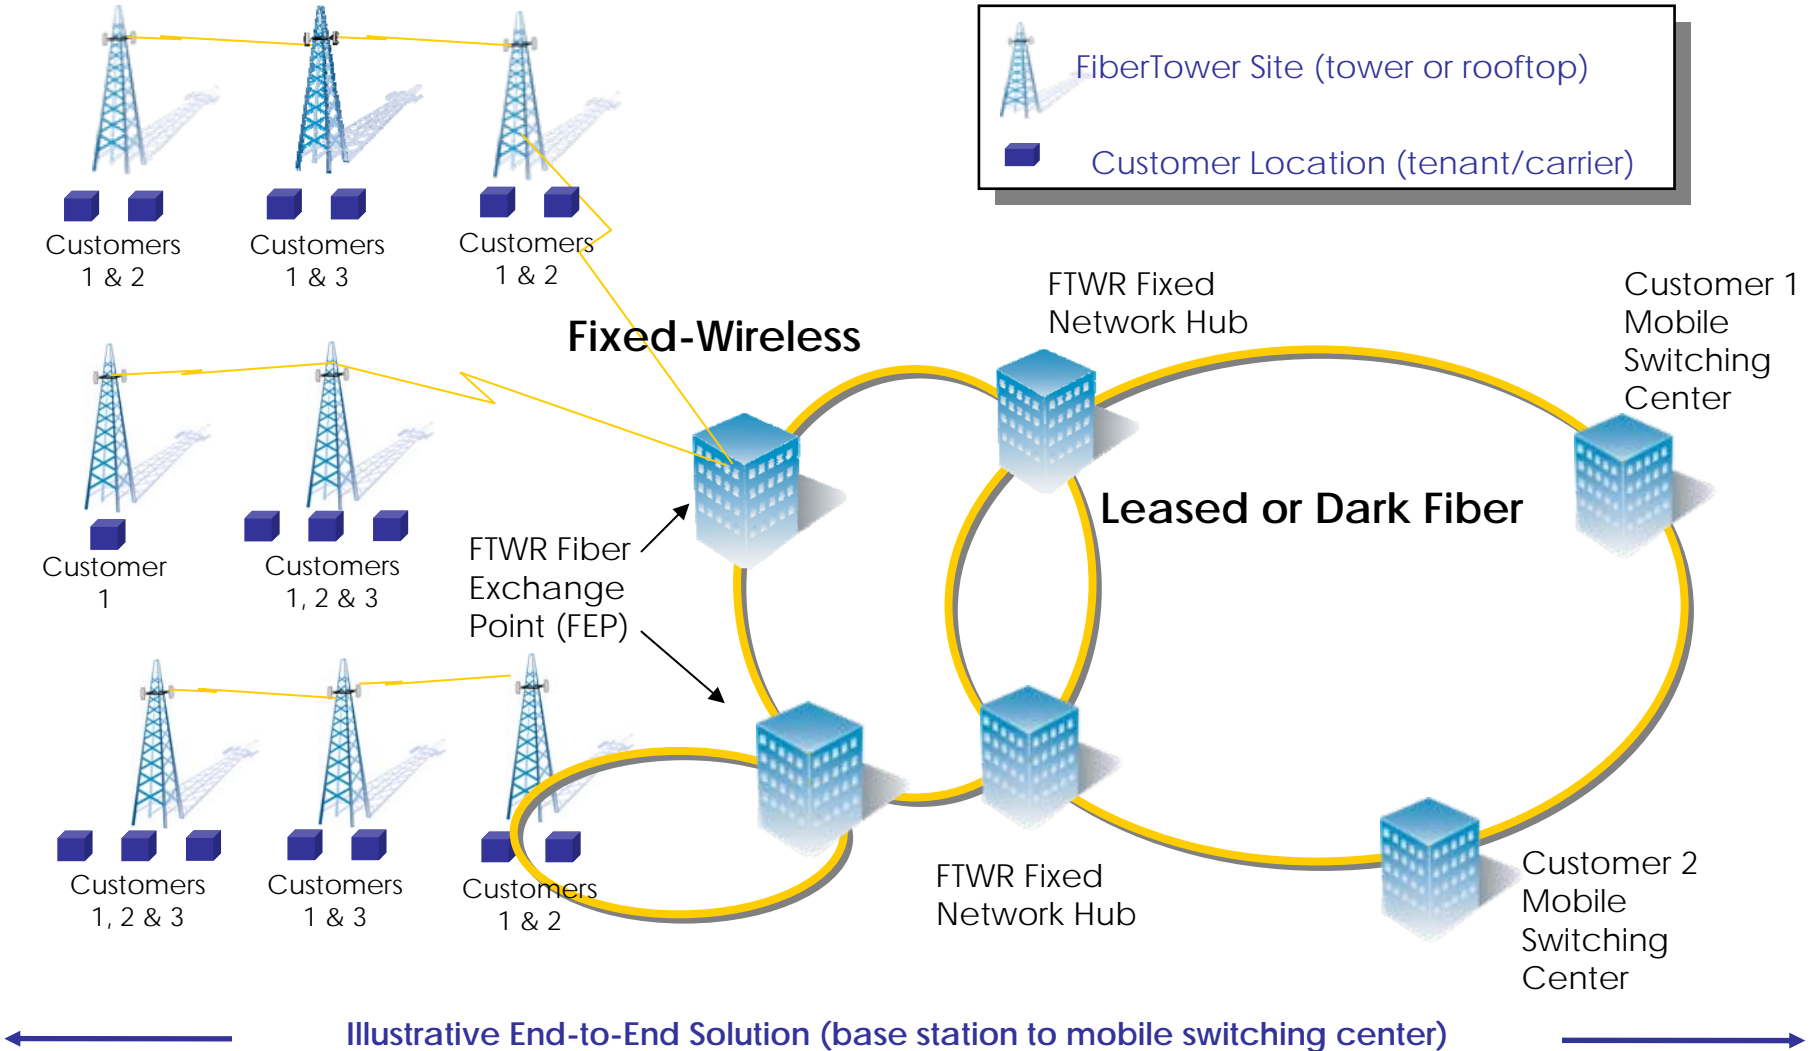 FiberTower Site (tower or rooftop)
Customer Location (tenant/carrier)
Customers
1 & 2
Customers
1 & 3
Customers
1 & 2
Fixed-Wireless
FTWR Fixed
Network Hub
Customer 1
Mobile
Switching
Center
Leased or Dark Fiber
Customer
1
Customers
1, 2 & 3
FTWR Fiber
Exchange
Point (FEP)
Customers
1, 2 & 3
Customers
1 & 3
Customers
1 & 2
FTWR Fixed
Network Hub
Customer 2
Mobile
Switching
Center
Illustrative End-to-End Solution (base station to mobile switching center)